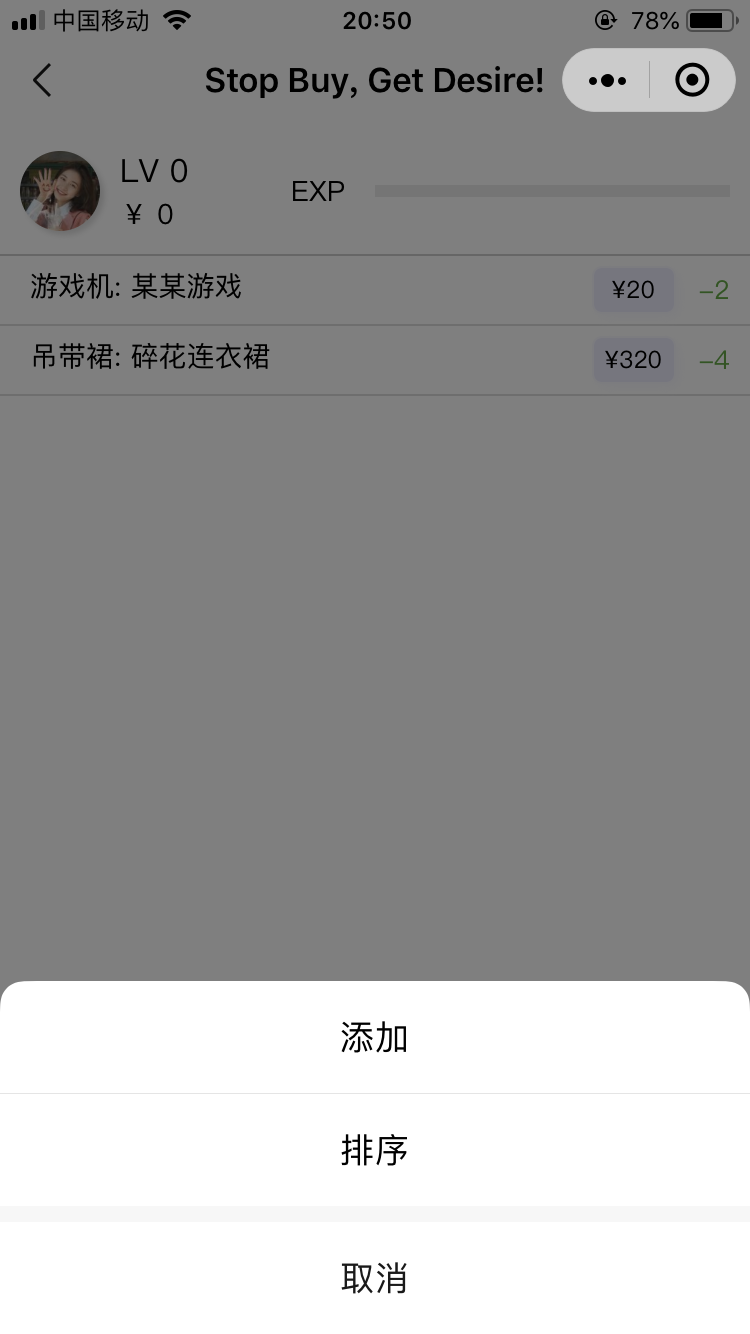 中国移动 20:50 78%
Stop Buy, Get Desire!
LV 0
¥ 0
EXP
游戏机: 某某游戏 ¥20 -2
吊带裙: 碎花连衣裙 ¥320 -4
添加
排序
取消